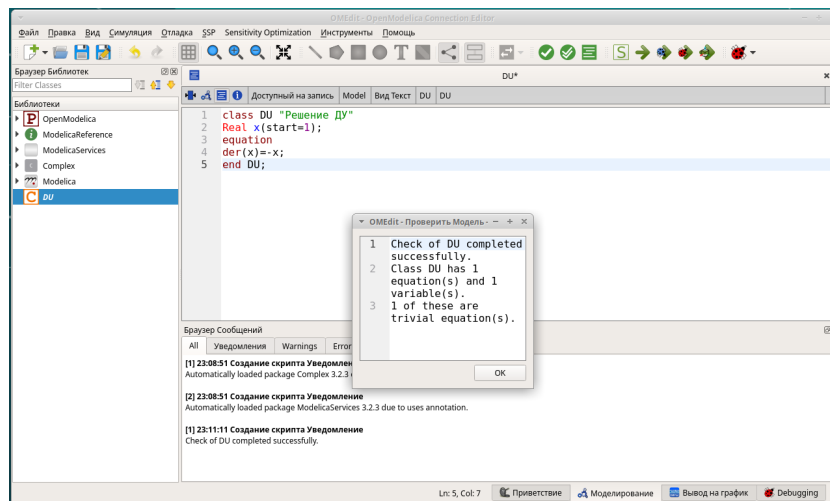 OMEdit - OpenModelica Connection Editor
Файл Правка Вид Симуляция Отладка SSP Sensitivity Optimization Инструменты Помощь
Браузер Библиотек
Filter Classes
Библиотеки
OpenModelica
ModelicaReference
ModelicaServices
Complex
Modelica
DU
DU*
Доступный на запись Model Вид Текст DU DU
1 class DU "Решение ДУ"
2 Real x(start=1);
3 equation
4 der(x)=-x;
5 end DU;
OMEdit - Проверить Модель -
1 Check of DU completed
successfully.
2 Class DU has 1
equation(s) and 1
variable(s).
3 1 of these are
trivial equation(s).
OK
Браузер Сообщений
All Уведомления Warnings
[1] 23:08:51 Создание скрипта
Automatically loaded package Complex 3.2.3
[2] 23:08:51 Создание скрипта Уведомление
Automatically loaded package ModelicaServices 3.2.3 due to uses annotation.
[1] 23:11:11 Создание скрипта Уведомление
Check of DU completed successfully.
Ln: 5, Col: 7 Приветствие Моделирование Вывод на график Debugging